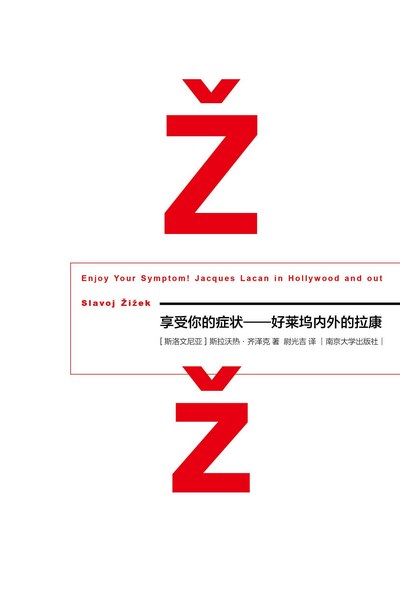 Ž
Enjoy Your Symptom! Jacques Lacan in Hollywood and out
Slavoj Žižek
享受你的症状——好莱坞内外的拉康
[ 斯洛文尼亚 ] 斯拉沃热·齐泽克 著 尉光吉 译 | 南京大学出版社 |
ž